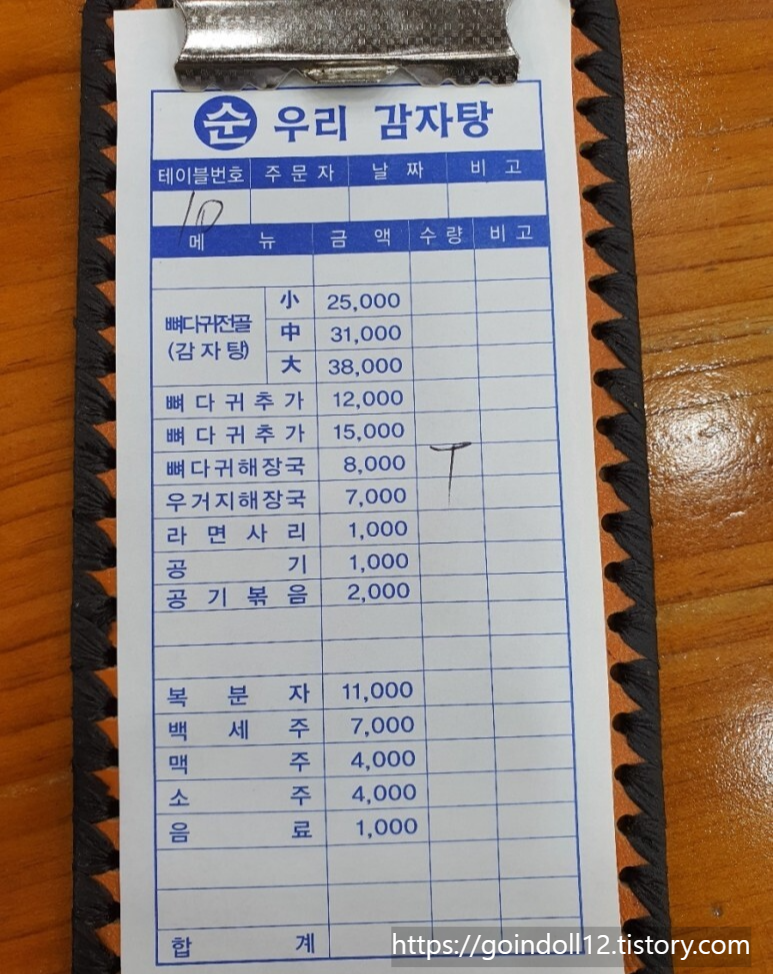 순 우리 감자탕
테이블번호 주문자 날짜 비고
10
메뉴 금액 수량 비고
뼈다귀전골 (감자탕) 小 25,000
中 31,000
大 38,000
뼈다귀추가 12,000
뼈다귀추가 15,000
뼈다귀해장국 8,000 T
우거지해장국 7,000
라면사리 1,000
공기 1,000
공기볶음 2,000
복분자 11,000
백세주 7,000
맥주 4,000
소주 4,000
음료 1,000
합계
https://goindoll12.tistory.com